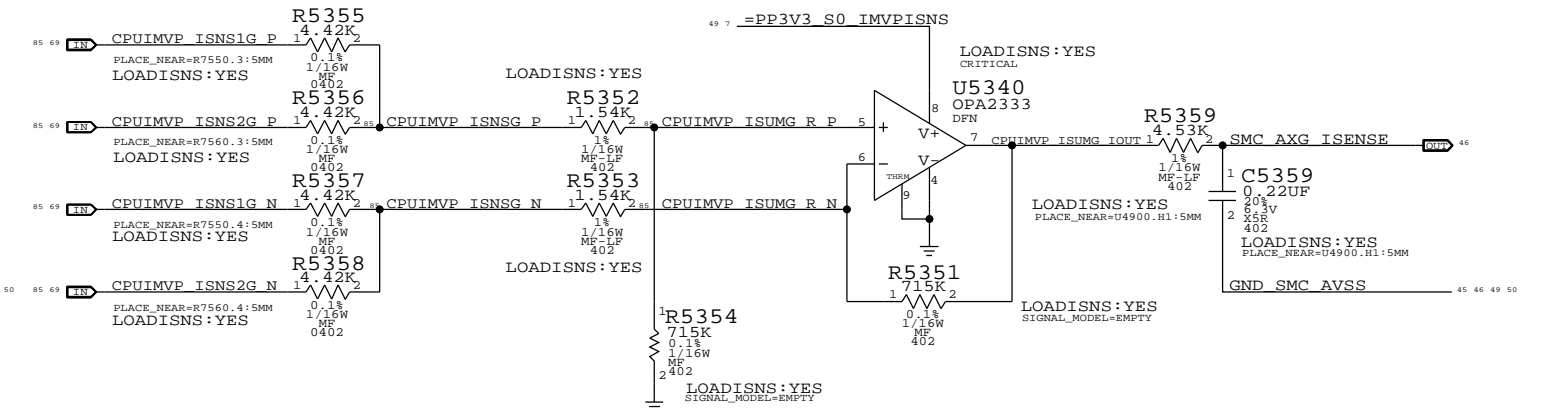 R5355
4.42K
85 69 IN CPUIMVP_ISNS1G_P 1 2
PLACE_NEAR=R7550.3:5MM
LOADISNS:YES
0.1%
1/16W
MF
0402
R5356
4.42K
85 69 IN CPUIMVP_ISNS2G_P 1 2 85
PLACE_NEAR=R7560.3:5MM
LOADISNS:YES
0.1%
1/16W
MF
0402
R5357
4.42K
85 69 IN CPUIMVP_ISNS1G_N 1 2 85
PLACE_NEAR=R7550.4:5MM
LOADISNS:YES
0.1%
1/16W
MF
0402
R5358
4.42K
50 85 69 IN CPUIMVP_ISNS2G_N 1 2
PLACE_NEAR=R7560.4:5MM
LOADISNS:YES
0.1%
1/16W
MF
0402
LOADISNS:YES
R5352
1.54K
CPUIMVP_ISNSG_P 1 2 85 CPUIMVP_ISUMG_R_P
1%
1/16W
MF-LF
402
R5353
1.54K
CPUIMVP_ISNSG_N 1 2 85 CPUIMVP_ISUMG_R_N
1%
1/16W
MF-LF
402
LOADISNS:YES
1 R5354
715K
0.1%
1/16W
MF
2 402
LOADISNS:YES
SIGNAL_MODEL=EMPTY
49 7 =PP3V3_S0_IMVPISNS
LOADISNS:YES
CRITICAL
U5340
OPA2333
DFN
8
V+
5 +
6 -
7
V-
THRM
9
4
R5351
715K
1 2
0.1%
1/16W
MF
402
LOADISNS:YES
SIGNAL_MODEL=EMPTY
R5359
4.53K
CPUIMVP_ISUMG_IOUT 1 2 SMC_AXG_ISENSE OUT 46
1%
1/16W
MF-LF
402
LOADISNS:YES
PLACE_NEAR=U4900.H1:5MM
1 C5359
0.22UF
20%
6.3V
2 X5R
402
LOADISNS:YES
PLACE_NEAR=U4900.H1:5MM
GND_SMC_AVSS 45 46 49 50